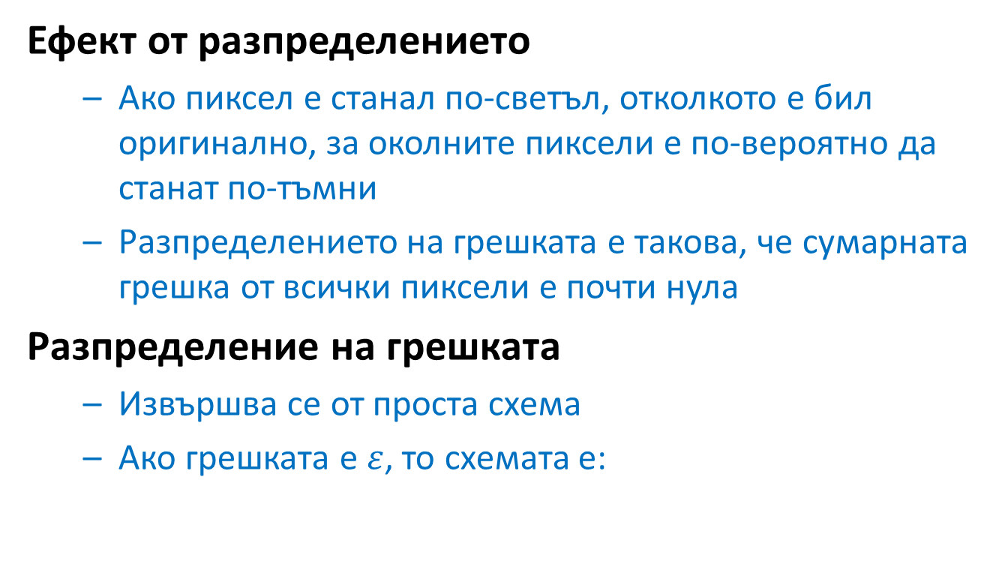 Ефект от разпределението
– Ако пиксел е станал по-светъл, отколкото е бил
оригинално, за околните пиксели е по-вероятно да
станат по-тъмни
– Разпределението на грешката е такова, че сумарната
грешка от всички пиксели е почти нула
Разпределение на грешката
– Извършва се от проста схема
– Ако грешката е 𝜀, то схемата е: